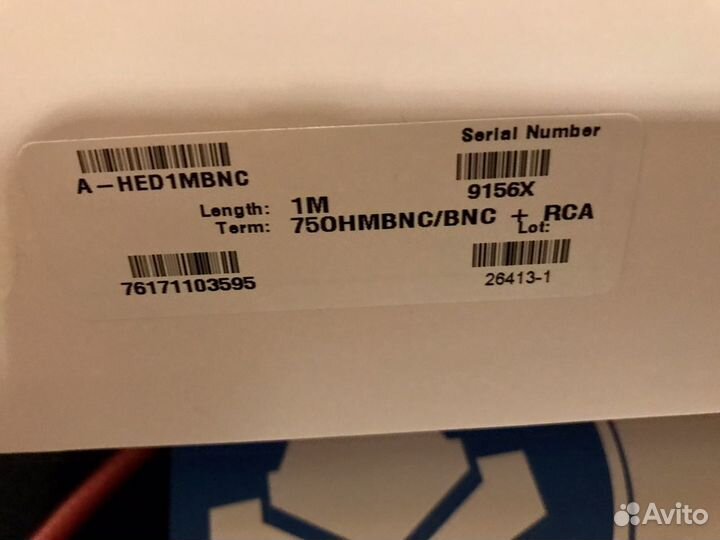 Serial Number
A-HED1MBNC
9156X
Length: 1M
Term: 75OHMBNC/BNC + RCA
Lot:
76171103595
26413-1
Avito